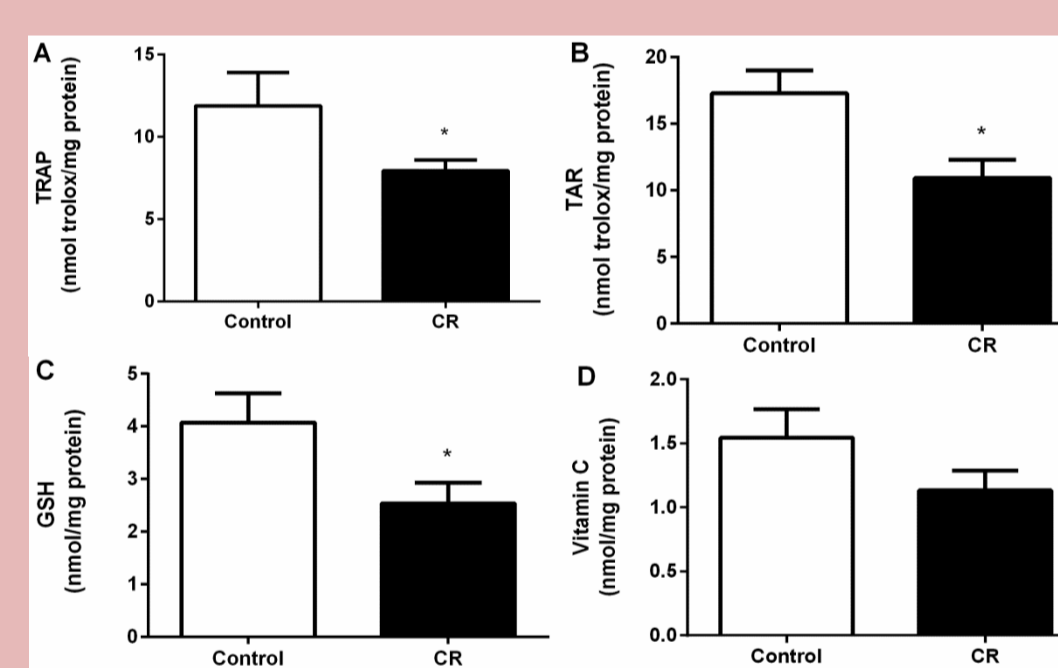 A
TRAP
(nmol trolox/mg protein)
15
10
5
0
*
Control
CR
B
TAR
(nmol trolox/mg protein)
20
15
10
5
0
*
Control
CR
C
GSH
(nmol/mg protein)
5
4
3
2
1
0
*
Control
CR
D
Vitamin C
(nmol/mg protein)
2.0
1.5
1.0
0.5
0.0
Control
CR